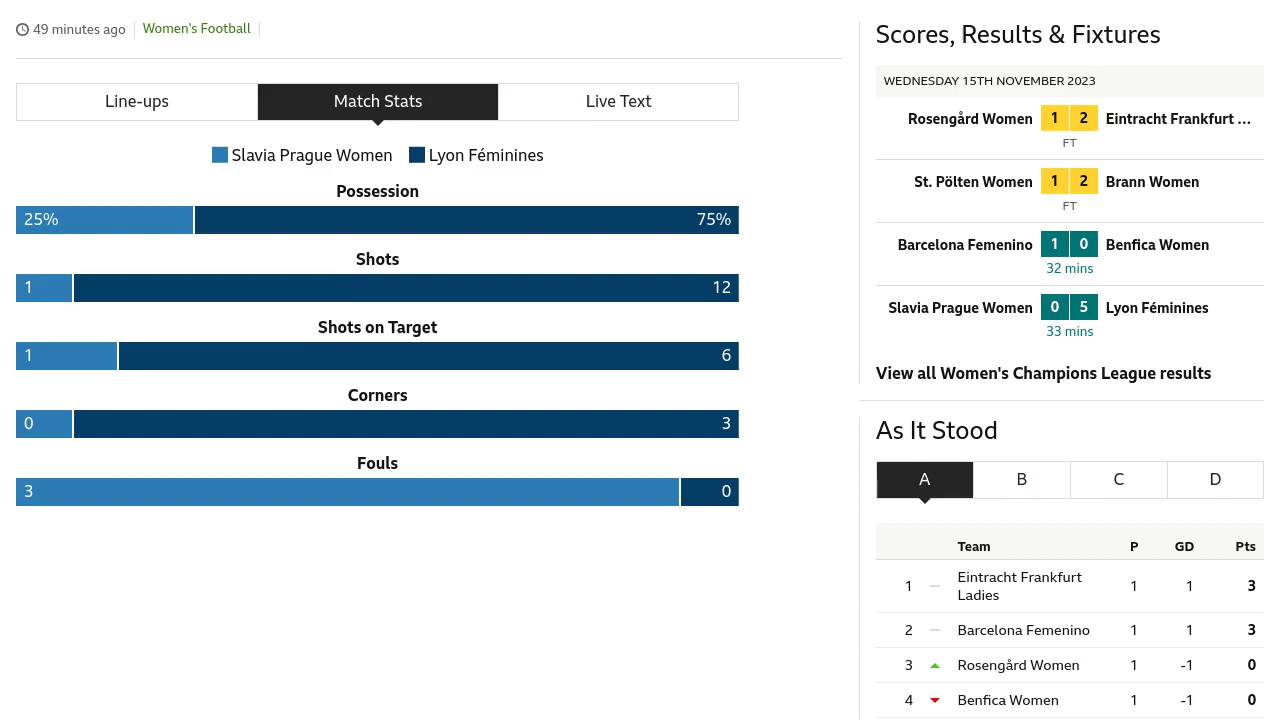 49 minutes ago
Women's Football
Line-ups
Match Stats
Live Text
Slavia Prague Women
Lyon Féminines
Possession
25%
75%
Shots
1
12
Shots on Target
1
6
Corners
0
3
Fouls
3
0
Scores, Results & Fixtures
WEDNESDAY 15TH NOVEMBER 2023
Rosengård Women 1 2 Eintracht Frankfurt ...
FT
St. Pölten Women 1 2 Brann Women
FT
Barcelona Femenino 1 0 Benfica Women
32 mins
Slavia Prague Women 0 5 Lyon Féminines
33 mins
View all Women's Champions League results
As It Stood
A B C D
Team P GD Pts
1 Eintracht Frankfurt
Ladies 1 1 3
2 Barcelona Femenino 1 1 3
3 Rosengård Women 1 -1 0
4 Benfica Women 1 -1 0